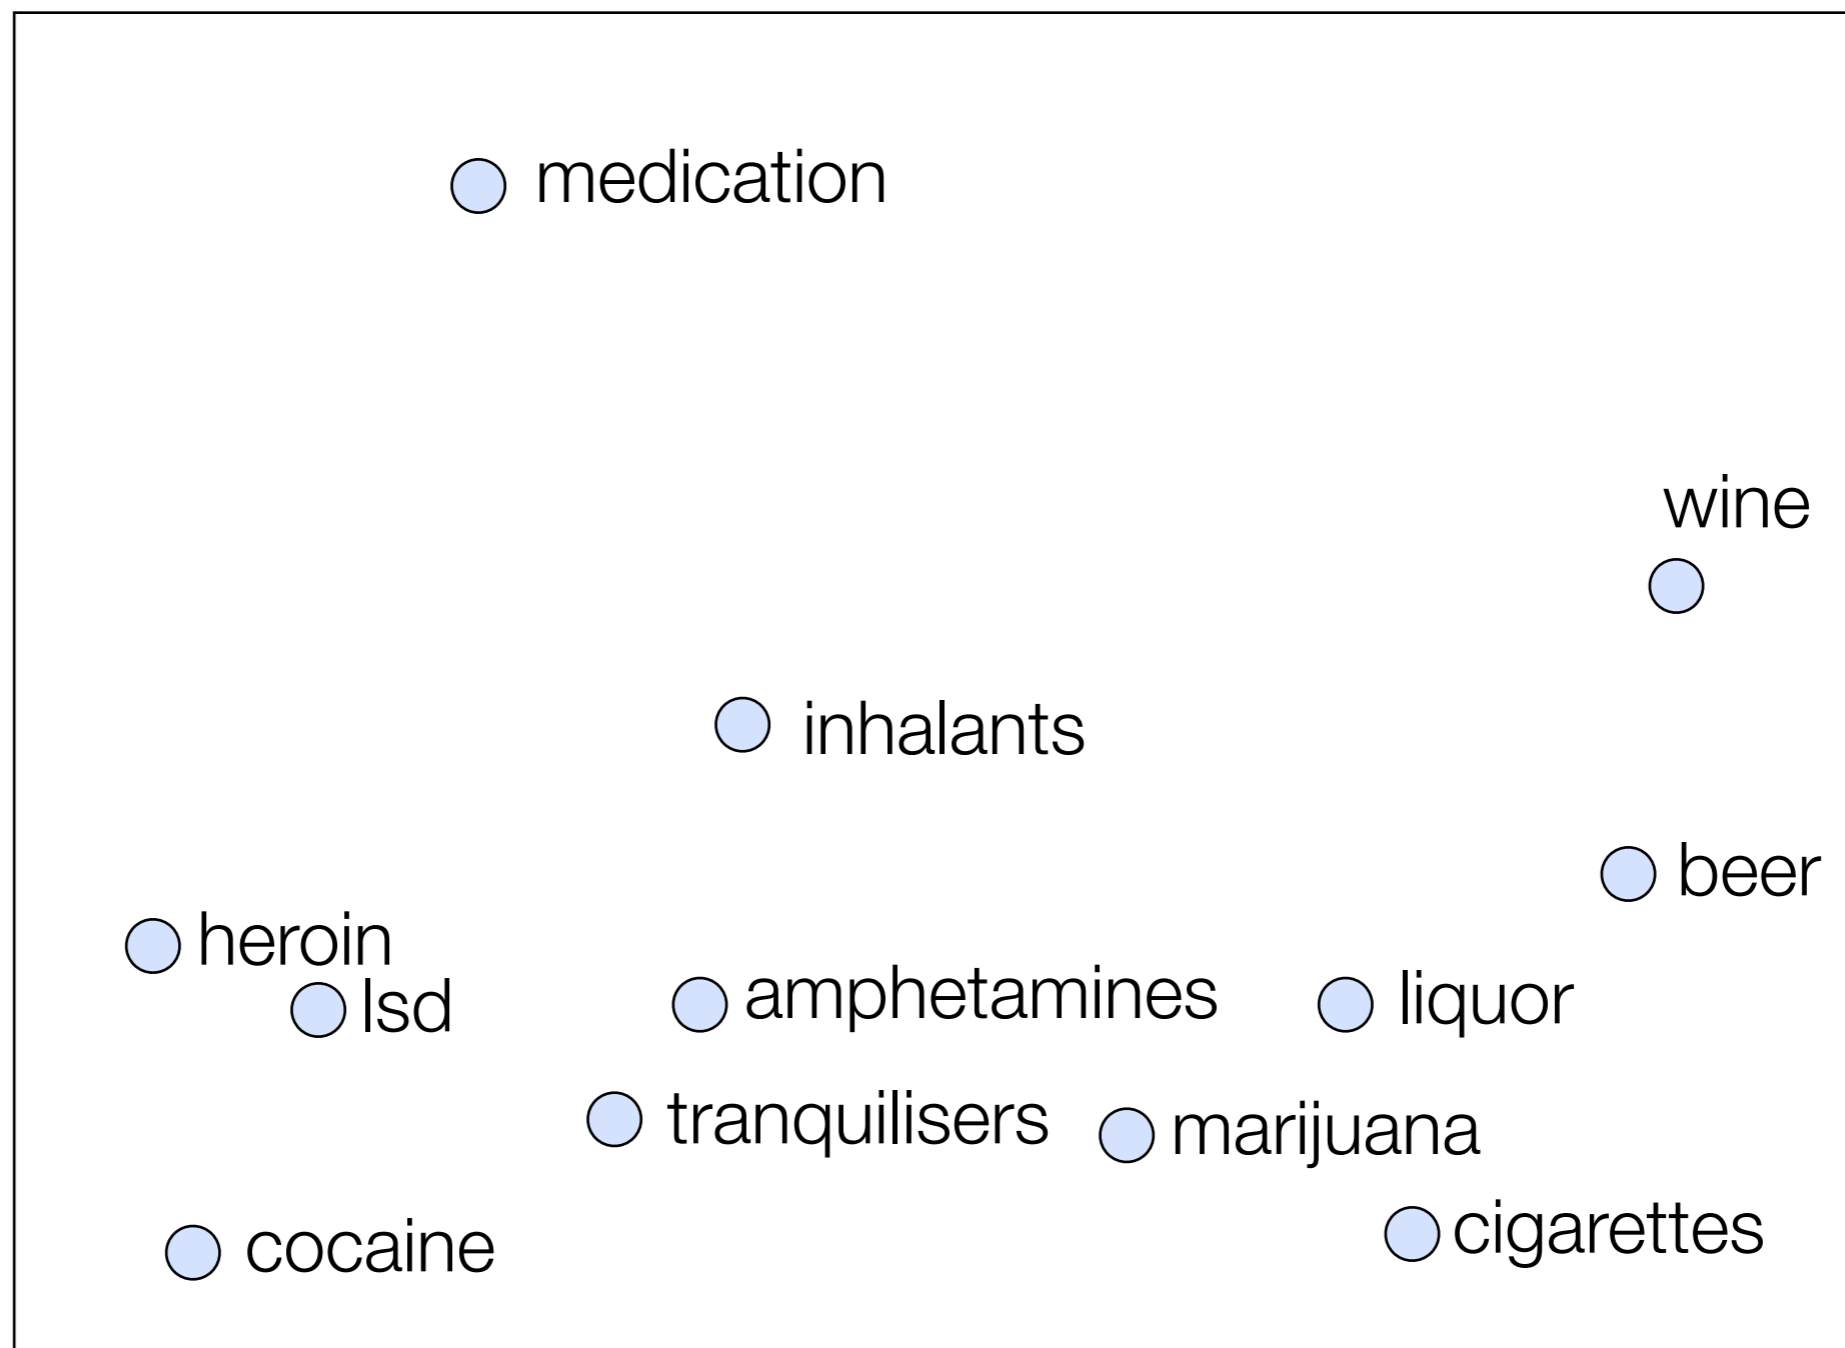 medication
wine
inhalants
beer
heroin
lsd
amphetamines
liquor
tranquilisers
marijuana
cocaine
cigarettes